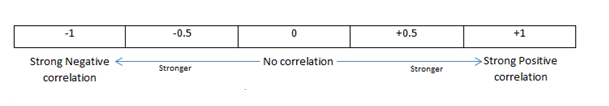 -1 -0.5 0 +0.5 +1
Strong Negative No correlation Strong Positive
correlation Stronger Stronger correlation